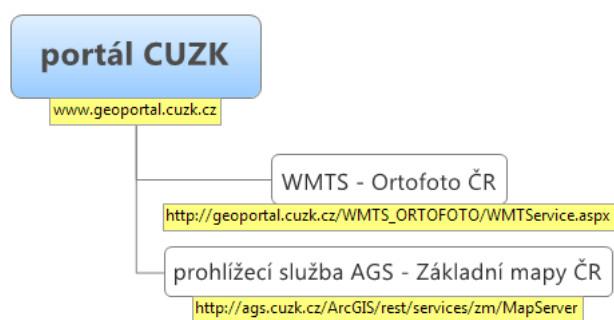 portál CUZK
www.geoportal.cuzk.cz
WMTS - Ortofoto ČR
http://geoportal.cuzk.cz/WMTS_ORTOFOTO/WMTService.aspx
prohlížecí služba AGS - Základní mapy ČR
http://ags.cuzk.cz/ArcGIS/rest/services/zm/MapServer